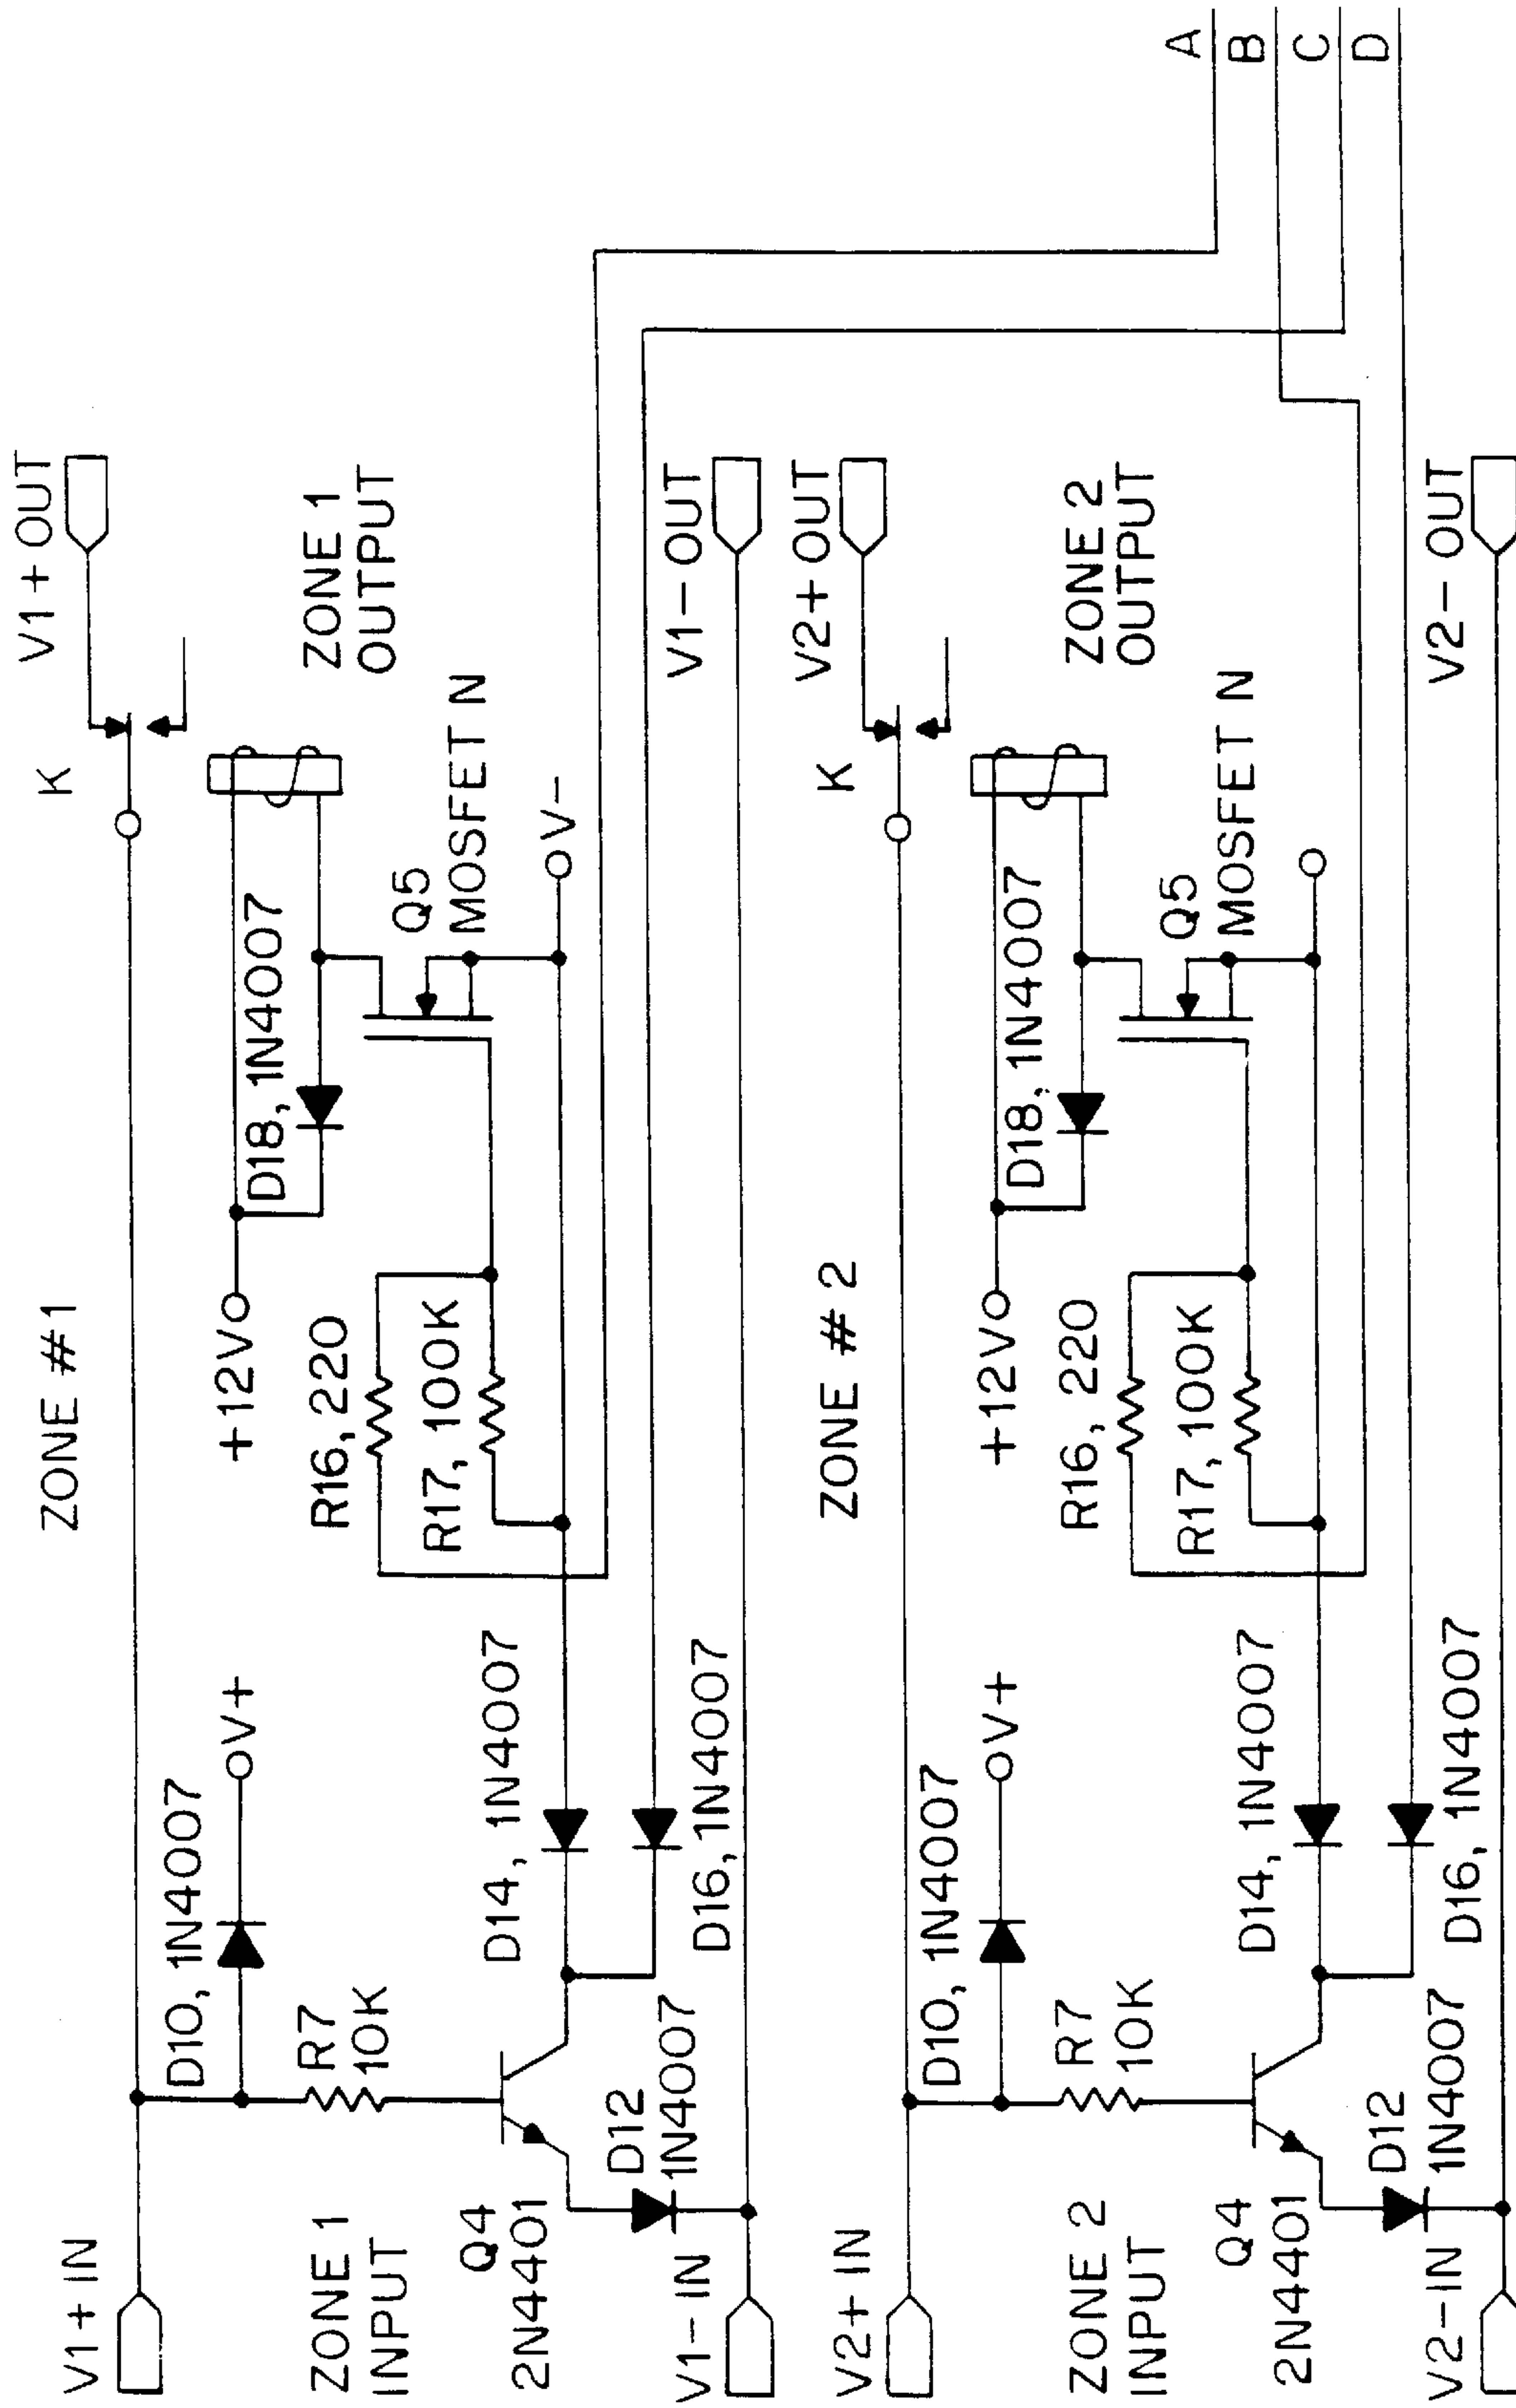 ZONE #1
V1+ IN
V1+OUT
K
D10, 1N4007
V+
+12V
D18, 1N4007
R7
10K
ZONE 1
INPUT
R16, 220
R17, 100K
ZONE 1
OUTPUT
Q5
MOSFET N
V-
Q4
2N4401
D14, 1N4007
D12
1N4007
D16, 1N4007
V1- IN
V1-OUT
ZONE #2
V2+ IN
V2+OUT
K
D10, 1N4007
V+
+12V
D18, 1N4007
R7
10K
ZONE 2
INPUT
R16, 220
R17, 100K
ZONE 2
OUTPUT
Q5
MOSFET N
Q4
2N4401
D14, 1N4007
D12
1N4007
D16, 1N4007
V2-IN
V2-OUT
A
B
C
D